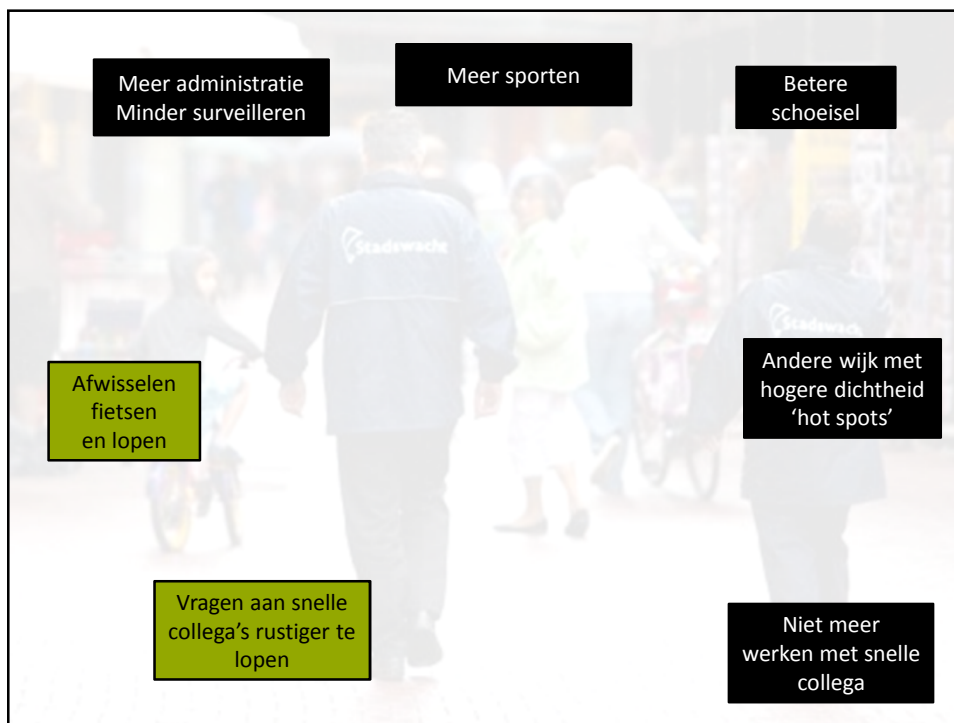 Meer administratie
Minder surveilleren
Meer sporten
Betere
schoeisel
Stadswacht
Stadswacht
Afwisselen
fietsen
en lopen
Andere wijk met
hogere dichtheid
‘hot spots’
Vragen aan snelle
collega’s rustiger te
lopen
Niet meer
werken met snelle
collega